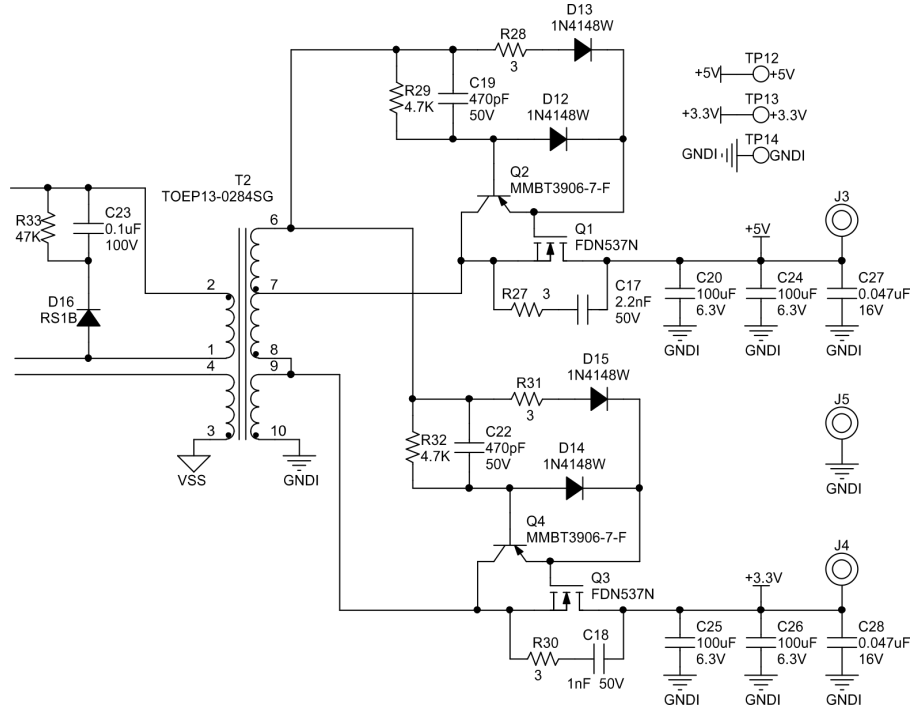 D13
1N4148W
R28
3
C19
470pF
50V
R29
4.7K
D12
1N4148W
TP12
+5V
+5V
TP13
+3.3V
+3.3V
TP14
GNDI
GNDI
Q2
MMBT3906-7-F
T2
TOEP13-0284SG
R33
47K
C23
0.1uF
100V
6
Q1
FDN537N
J3
+5V
D16
RS1B
2
7
R27
3
C17
2.2nF
50V
C20
100uF
6.3V
C24
100uF
6.3V
C27
0.047uF
16V
GNDI
GNDI
GNDI
1
8
4
9
D15
1N4148W
R31
3
3
10
VSS
GNDI
R32
4.7K
C22
470pF
50V
D14
1N4148W
J5
GNDI
Q4
MMBT3906-7-F
Q3
FDN537N
J4
+3.3V
R30
3
C18
1nF
50V
C25
100uF
6.3V
C26
100uF
6.3V
C28
0.047uF
16V
GNDI
GNDI
GNDI